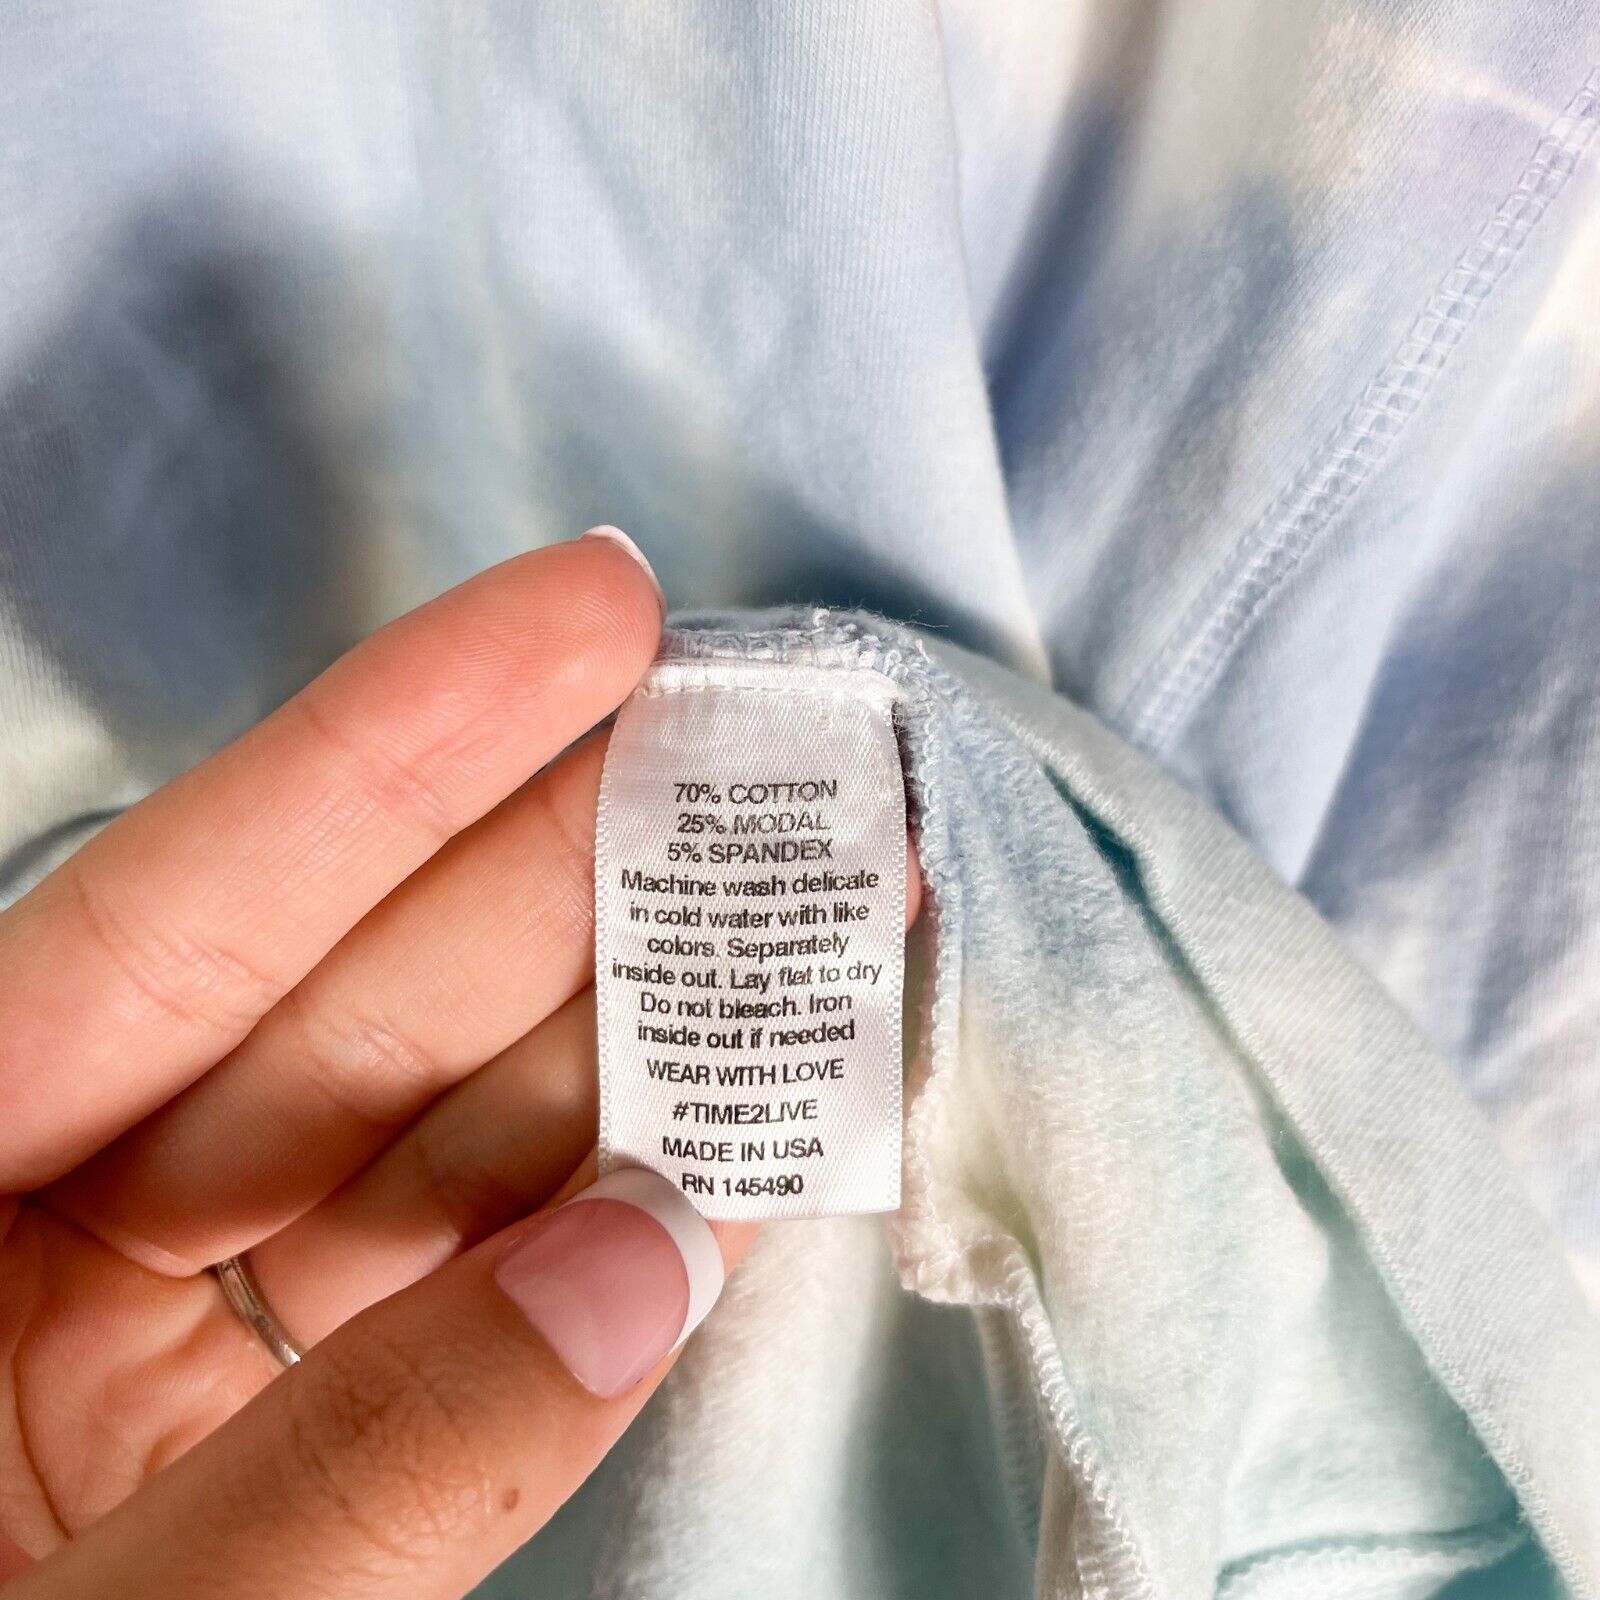 70% COTTON
25% MODAL
5% SPANDEX
Machine wash delicate
in cold water with like
colors. Separately
inside out. Lay flat to dry
Do not bleach. Iron
inside out if needed
WEAR WITH LOVE
#TIME2LIVE
MADE IN USA
RN 145490